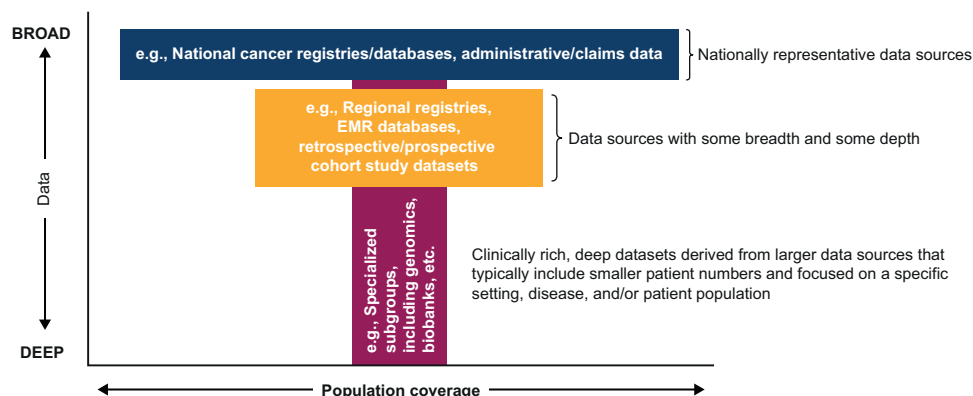 BROAD
e.g., National cancer registries/databases, administrative/claims data
Nationally representative data sources
e.g., Regional registries,
EMR databases,
retrospective/prospective
cohort study datasets
Data sources with some breadth and some depth
Data
e.g., Specialized
subgroups,
including genomics,
biobanks, etc.
Clinically rich, deep datasets derived from larger data sources that
typically include smaller patient numbers and focused on a specific
setting, disease, and/or patient population
DEEP
Population coverage